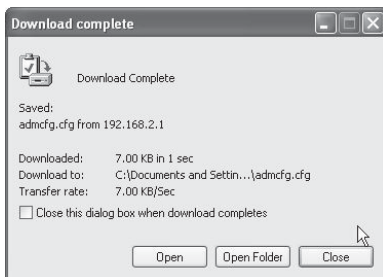 Download complete
Download Complete
Saved:
admcfg.cfg from 192.168.2.1
Downloaded: 7.00 KB in 1 sec
Download to: C:\Documents and Settin...\admcfg.cfg
Transfer rate: 7.00 KB/Sec
Close this dialog box when download completes
Open Open Folder Close